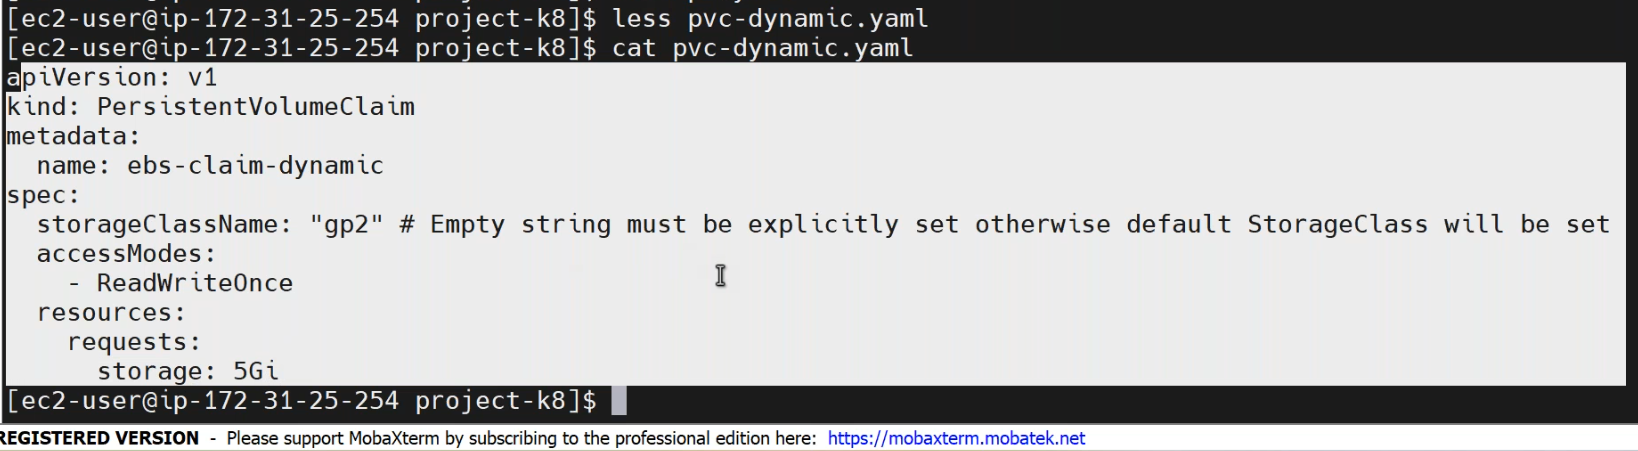 [ec2-user@ip-172-31-25-254 project-k8]$ less pvc-dynamic.yaml
[ec2-user@ip-172-31-25-254 project-k8]$ cat pvc-dynamic.yaml
apiVersion: v1
kind: PersistentVolumeClaim
metadata:
  name: ebs-claim-dynamic
spec:
  storageClassName: "gp2" # Empty string must be explicitly set otherwise default StorageClass will be set
  accessModes:
    - ReadWriteOnce
  resources:
    requests:
      storage: 5Gi
[ec2-user@ip-172-31-25-254 project-k8]$
REGISTERED VERSION - Please support MobaXterm by subscribing to the professional edition here: https://mobaxterm.mobatek.net